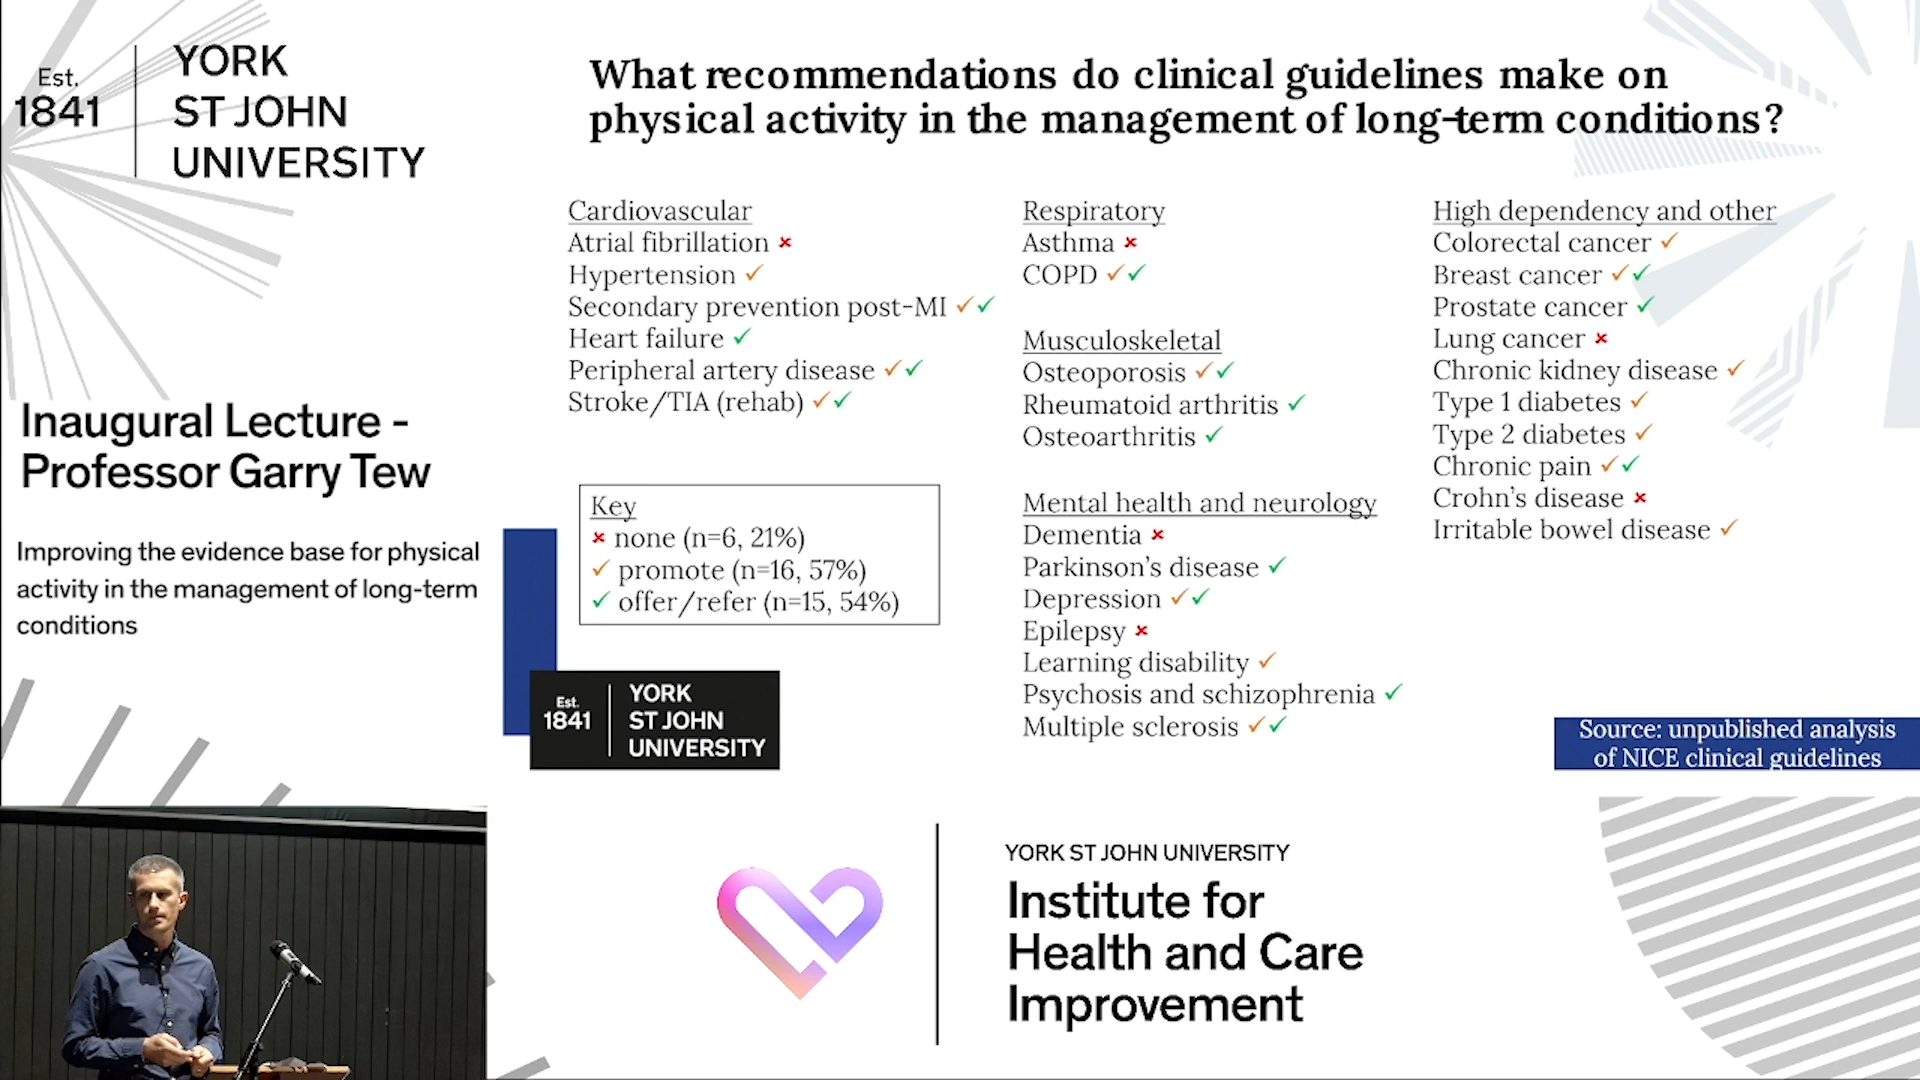 Est.
1841
YORK
ST JOHN
UNIVERSITY
Inaugural Lecture -
Professor Garry Tew
Improving the evidence base for physical
activity in the management of long-term
conditions
What recommendations do clinical guidelines make on
physical activity in the management of long-term conditions?
Cardiovascular
Atrial fibrillation ×
Hypertension ✓
Secondary prevention post-MI ✓✓
Heart failure ✓
Peripheral artery disease ✓✓
Stroke/TIA (rehab) ✓✓
Key
× none (n=6, 21%)
✓ promote (n=16, 57%)
✓ offer/refer (n=15, 54%)
Est.
1841
YORK
ST JOHN
UNIVERSITY
Respiratory
Asthma ×
COPD ✓✓
Musculoskeletal
Osteoporosis ✓✓
Rheumatoid arthritis ✓
Osteoarthritis ✓
Mental health and neurology
Dementia ×
Parkinson's disease ✓
Depression ✓✓
Epilepsy ×
Learning disability ✓
Psychosis and schizophrenia ✓
Multiple sclerosis ✓✓
High dependency and other
Colorectal cancer ✓
Breast cancer ✓✓
Prostate cancer ✓
Lung cancer ×
Chronic kidney disease ✓
Type 1 diabetes ✓
Type 2 diabetes ✓
Chronic pain ✓✓
Crohn's disease ×
Irritable bowel disease ✓
Source: unpublished analysis
of NICE clinical guidelines
YORK ST JOHN UNIVERSITY
Institute for
Health and Care
Improvement